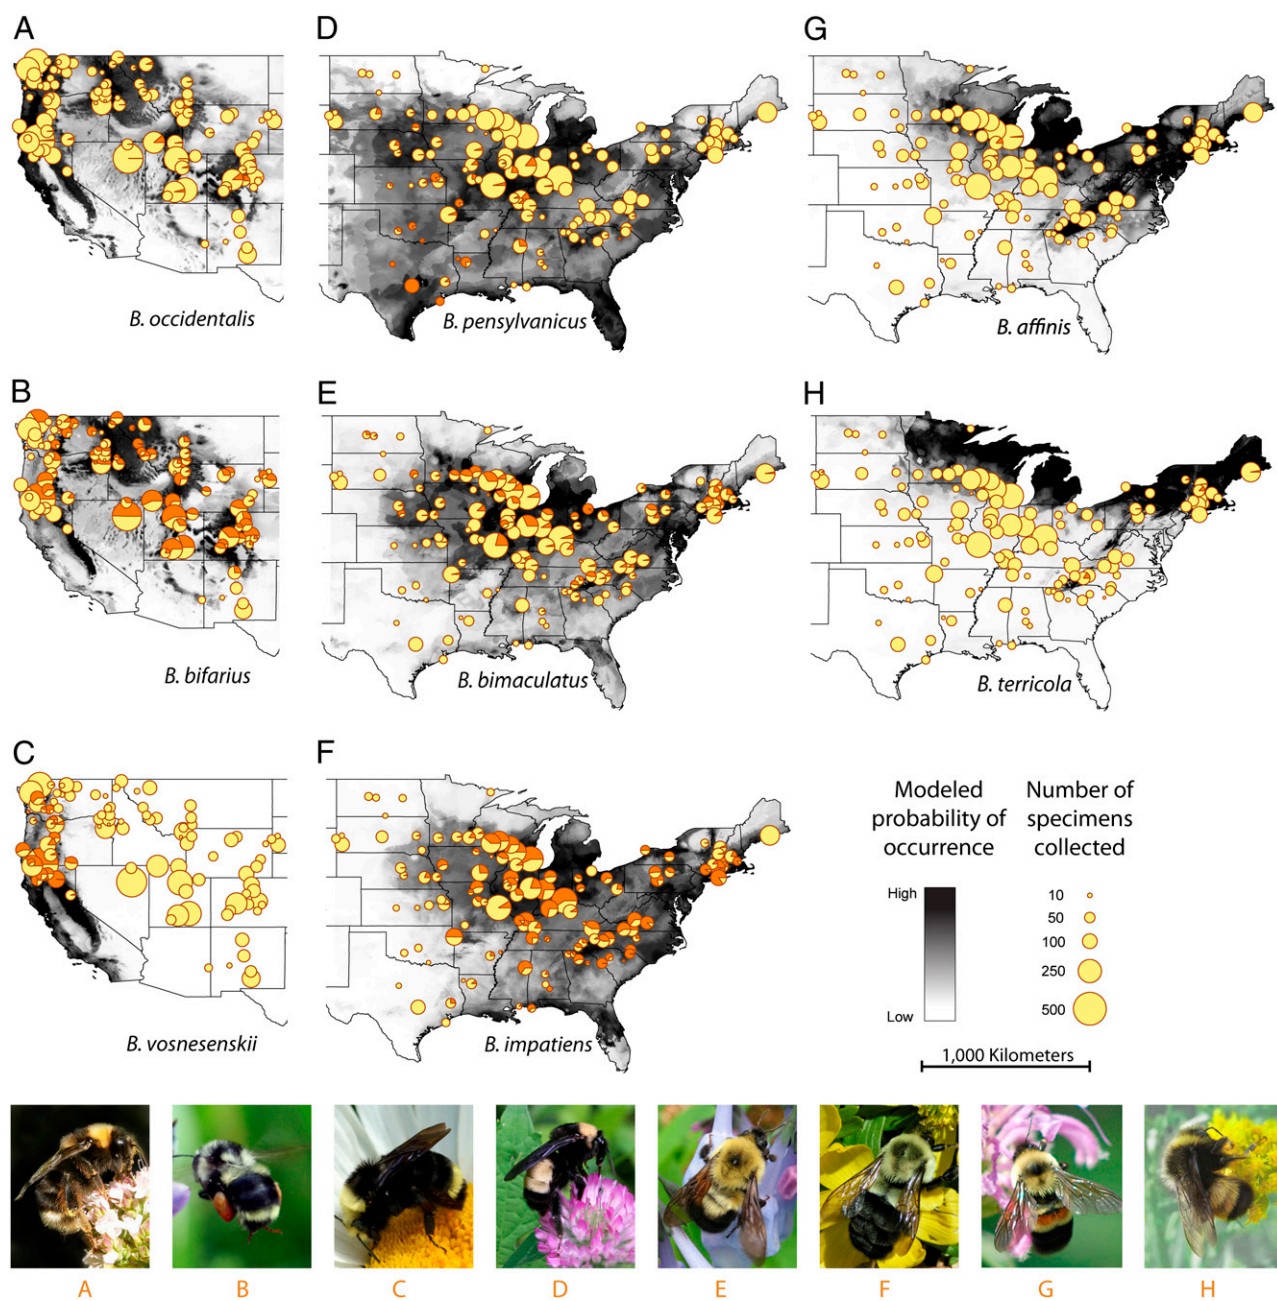 A
D
G
B. occidentalis
B. pensylvanicus
B. affinis
B
E
H
B. bifarius
B. bimaculatus
B. terricola
C
F
B. vosnesenskii
B. impatiens
Modeled
probability of
occurrence
High
Low
Number of
specimens
collected
10
50
100
250
500
1,000 Kilometers
A
B
C
D
E
F
G
H